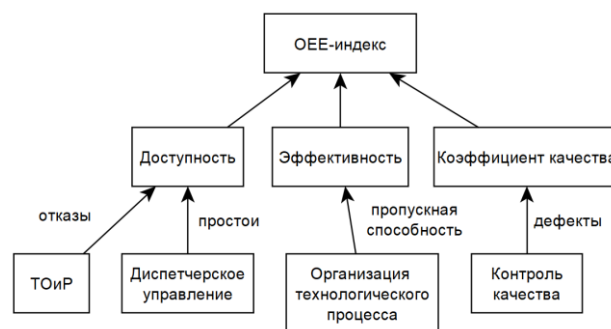 OEE-индекс
Доступность
Эффективность
Коэффициент качества
отказы
простои
пропускная
способность
дефекты
ТОиР
Диспетчерское
управление
Организация
технологического
процесса
Контроль
качества